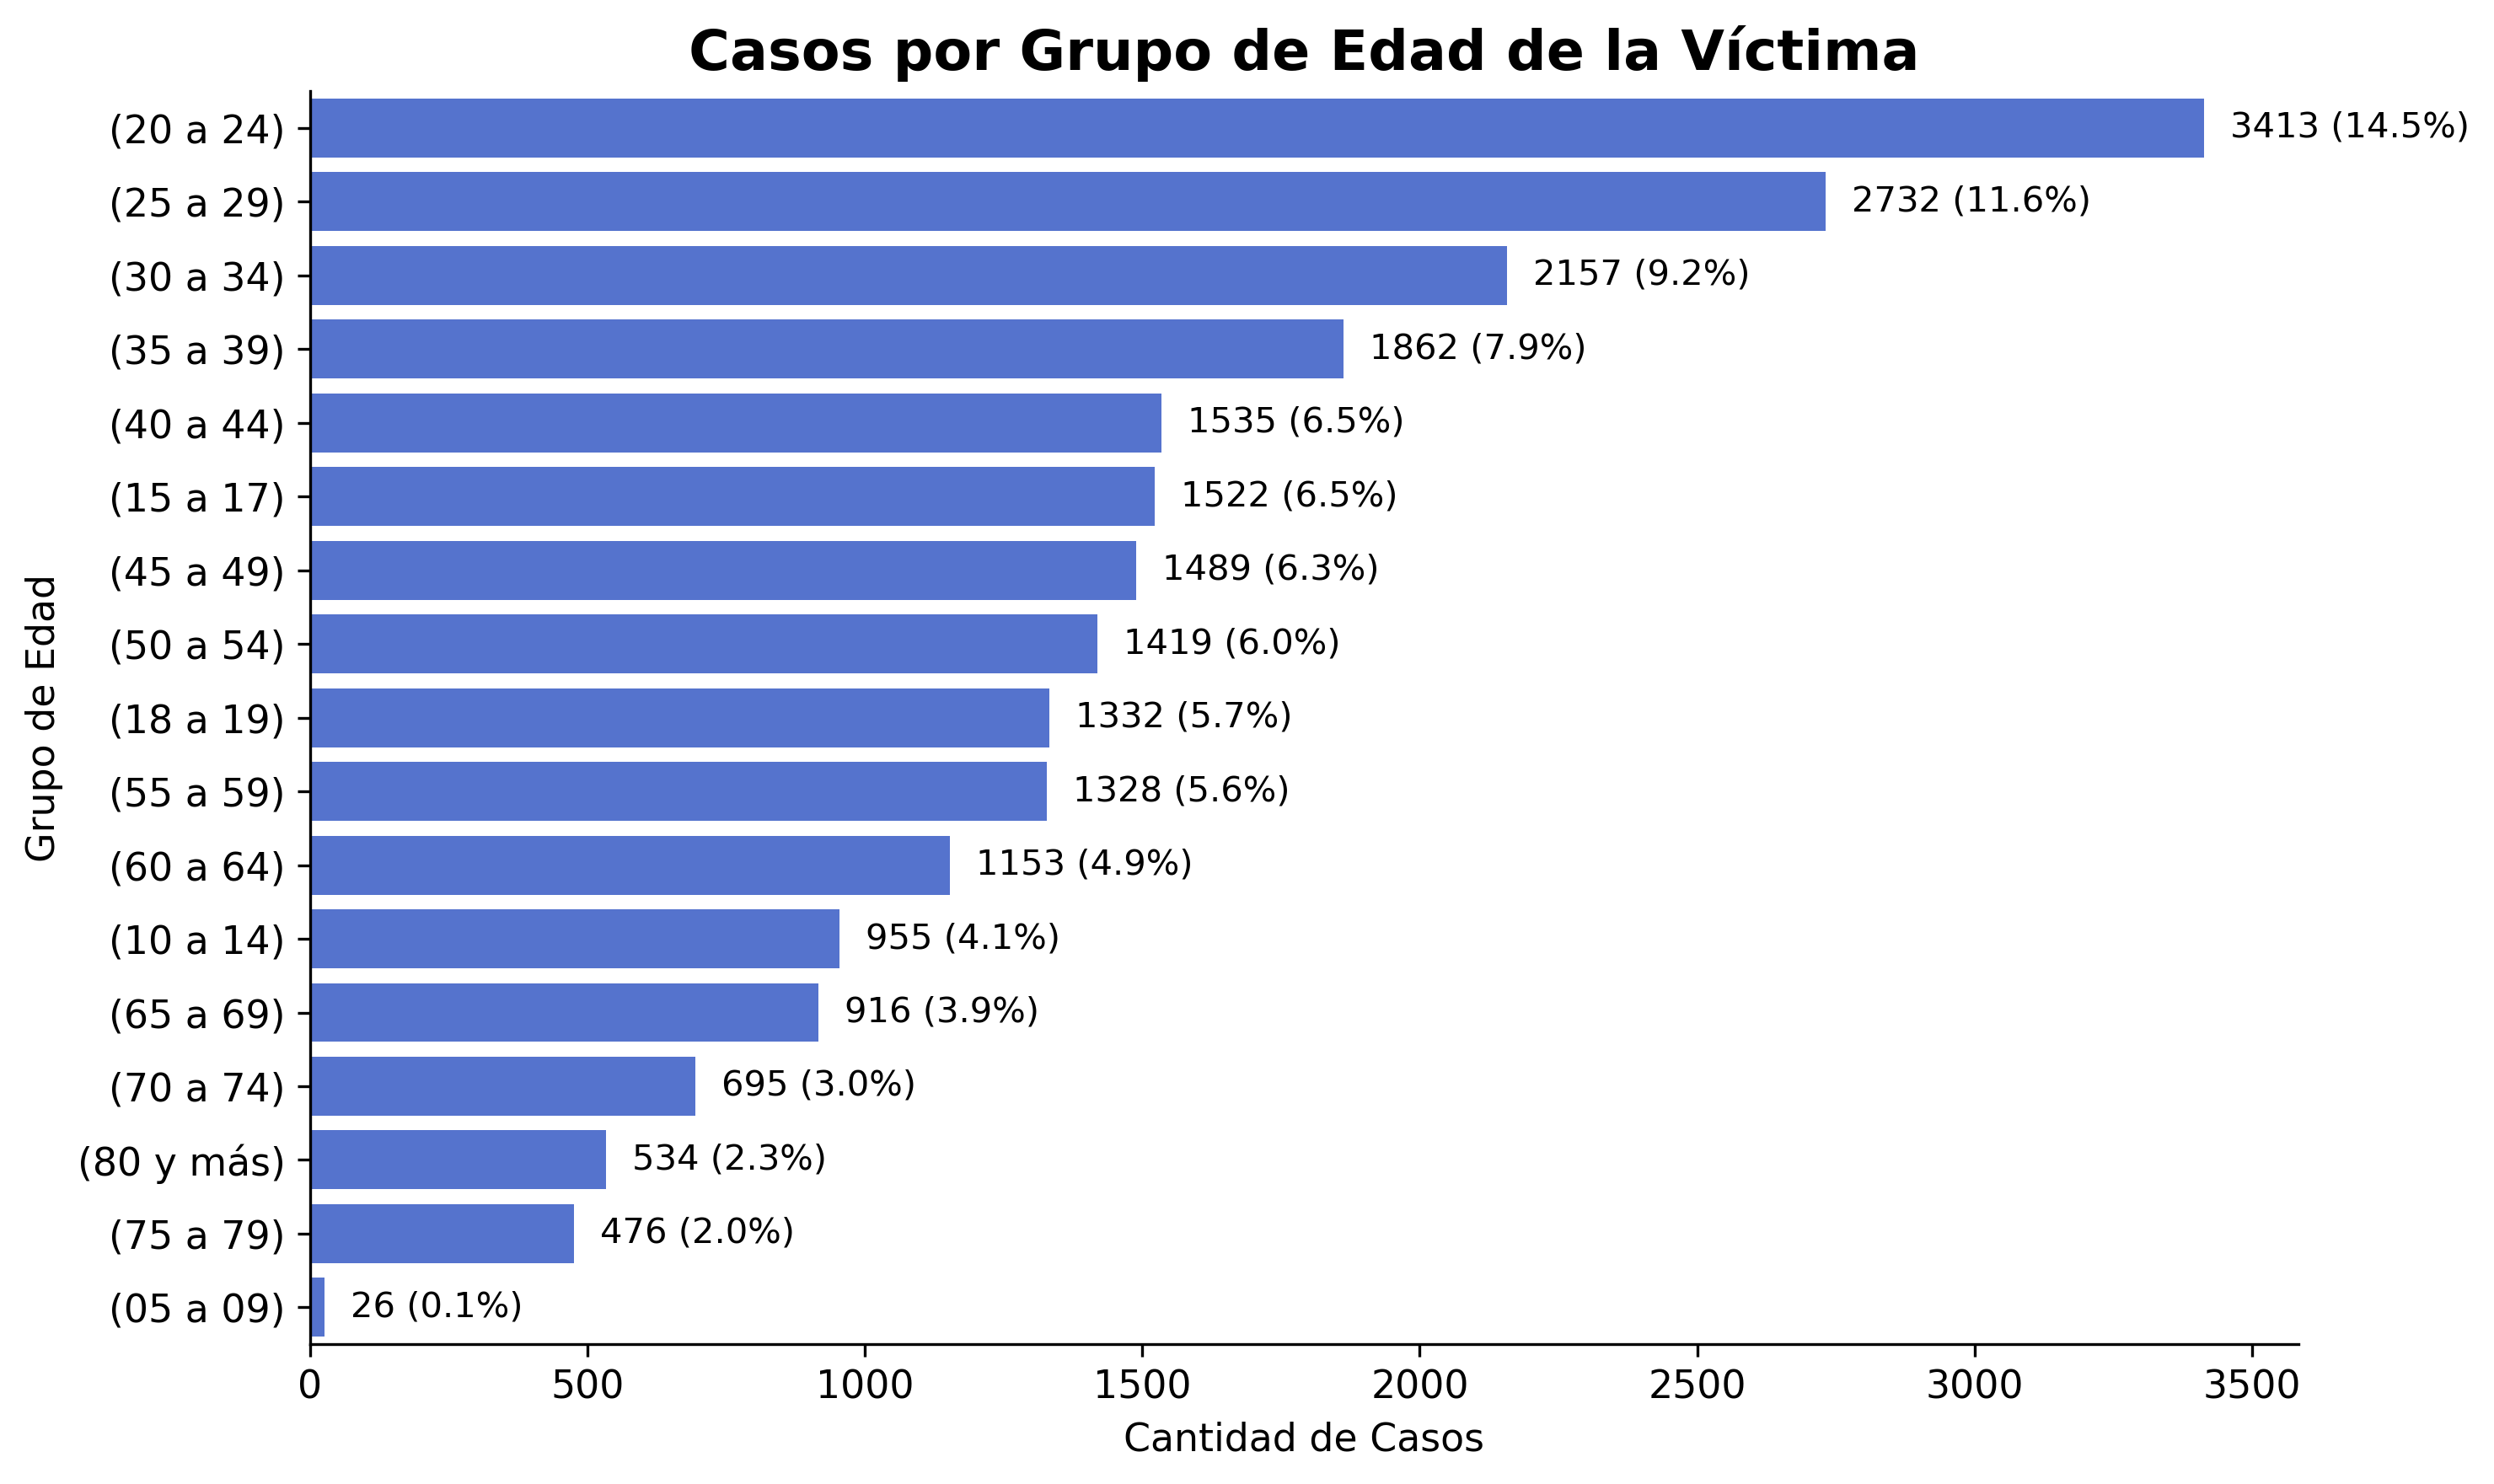 Casos por Grupo de Edad de la Víctima
Grupo de Edad
(20 a 24) 3413 (14.5%)
(25 a 29) 2732 (11.6%)
(30 a 34) 2157 (9.2%)
(35 a 39) 1862 (7.9%)
(40 a 44) 1535 (6.5%)
(15 a 17) 1522 (6.5%)
(45 a 49) 1489 (6.3%)
(50 a 54) 1419 (6.0%)
(18 a 19) 1332 (5.7%)
(55 a 59) 1328 (5.6%)
(60 a 64) 1153 (4.9%)
(10 a 14) 955 (4.1%)
(65 a 69) 916 (3.9%)
(70 a 74) 695 (3.0%)
(80 y más) 534 (2.3%)
(75 a 79) 476 (2.0%)
(05 a 09) 26 (0.1%)
0 500 1000 1500 2000 2500 3000 3500
Cantidad de Casos